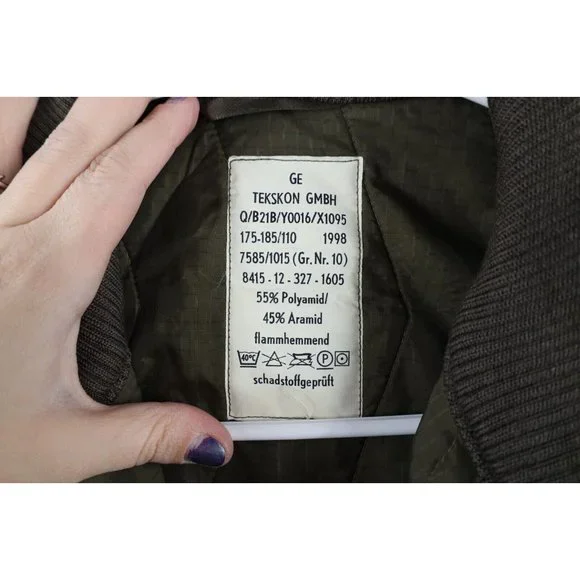 GE
TEKSKON GMBH
Q/B21B/Y0016/X1095
175-185/110 1998
7585/1015 (Gr. Nr. 10)
8415 - 12 - 327 - 1605
55% Polyamid/
45% Aramid
flammhemmend
40°C P
schadstoffgeprüft